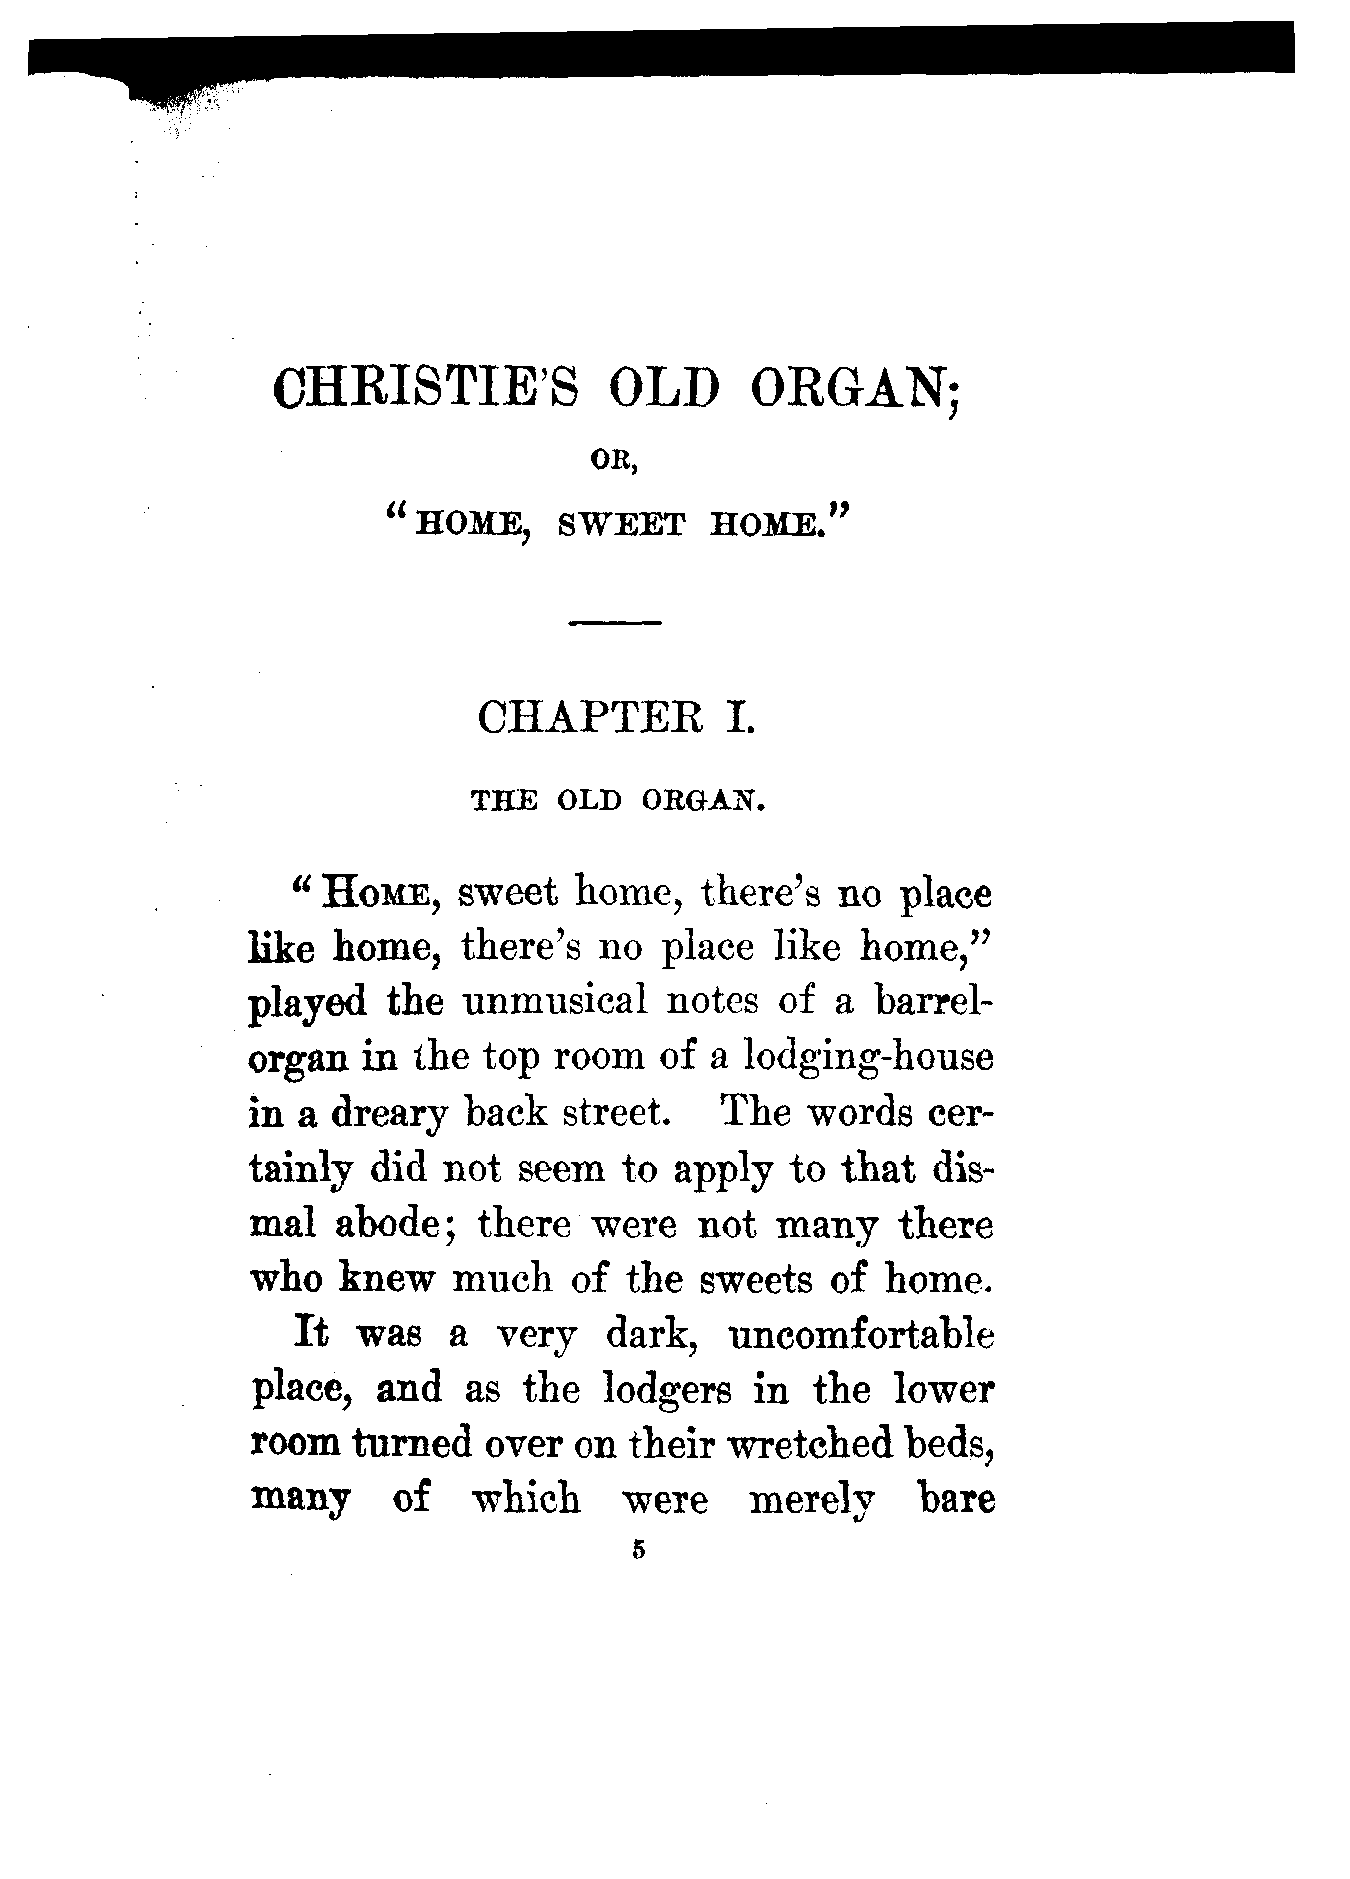 CHRISTIE'S OLD ORGAN;
OR,
"HOME, SWEET HOME."
CHAPTER I.
THE OLD ORGAN.
"HOME, sweet home, there's no place
like home, there's no place like home,"
played the unmusical notes of a barrel-
organ in the top room of a lodging-house
in a dreary back street. The words cer-
tainly did not seem to apply to that dis-
mal abode; there were not many there
who knew much of the sweets of home.
It was a very dark, uncomfortable
place, and as the lodgers in the lower
room turned over on their wretched beds,
many of which were merely bare
5